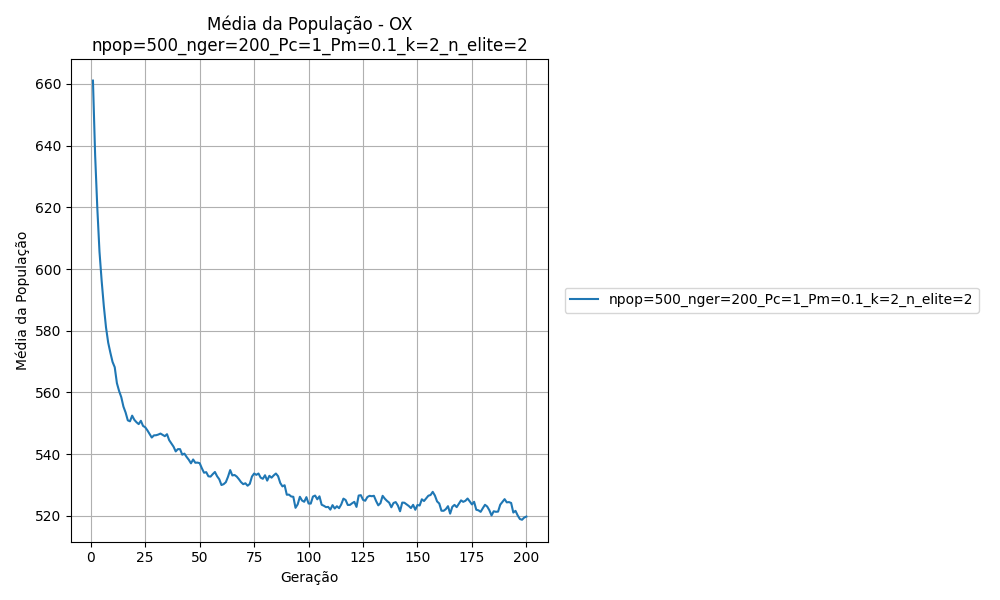 Média da População - OX
npop=500_nger=200_Pc=1_Pm=0.1_k=2_n_elite=2
Média da População
660
640
620
600
580
560
540
520
0 25 50 75 100 125 150 175 200
Geração
npop=500_nger=200_Pc=1_Pm=0.1_k=2_n_elite=2